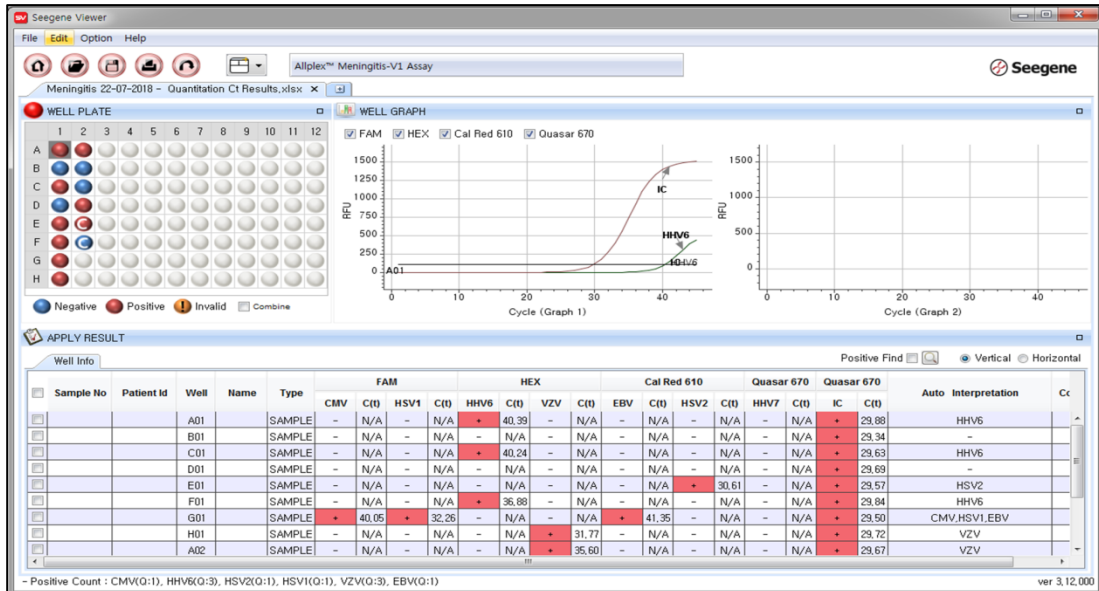 Seegene Viewer
File Edit Option Help
Allplex™ Meningitis-V1 Assay
Seegene
Meningitis 22-07-2018 - Quantitation Ct Results,xlsx ×
WELL PLATE
1 2 3 4 5 6 7 8 9 10 11 12
A
B
C
D
E C
F C
G
H
Negative Positive Invalid Combine
WELL GRAPH
FAM HEX Cal Red 610 Quasar 670
1500
1250
1000
750
500
250
0
RFU
A01
IC
HHV6
HHV6
0 10 20 30 40
Cycle (Graph 1)
1500
1000
500
0
RFU
0 10 20 30 40
Cycle (Graph 2)
APPLY RESULT
Well Info
Positive Find Vertical Horizontal
FAM HEX Cal Red 610 Quasar 670 Quasar 670
Sample No Patient Id Well Name Type CMV C(t) HSV1 C(t) HHV6 C(t) VZV C(t) EBV C(t) HSV2 C(t) HHV7 C(t) IC C(t) Auto Interpretation
A01 SAMPLE - N/A - N/A + 40,39 - N/A - N/A - N/A - N/A + 29,88 HHV6
B01 SAMPLE - N/A - N/A - N/A - N/A - N/A - N/A - N/A + 29,34 -
C01 SAMPLE - N/A - N/A + 40,24 - N/A - N/A - N/A - N/A + 29,63 HHV6
D01 SAMPLE - N/A - N/A - N/A - N/A - N/A - N/A - N/A + 29,69 -
E01 SAMPLE - N/A - N/A - N/A - N/A - N/A + 30,61 - N/A + 29,57 HSV2
F01 SAMPLE - N/A - N/A + 36,88 - N/A - N/A - N/A - N/A + 29,84 HHV6
G01 SAMPLE + 40,05 + 32,26 - N/A - N/A + 41,35 - N/A - N/A + 29,50 CMV,HSV1,EBV
H01 SAMPLE - N/A - N/A - N/A + 31,77 - N/A - N/A - N/A + 29,72 VZV
A02 SAMPLE - N/A - N/A - N/A + 35,60 - N/A - N/A - N/A + 29,67 VZV
- Positive Count : CMV(Q:1), HHV6(Q:3), HSV2(Q:1), HSV1(Q:1), VZV(Q:3), EBV(Q:1)
ver 3,12,000